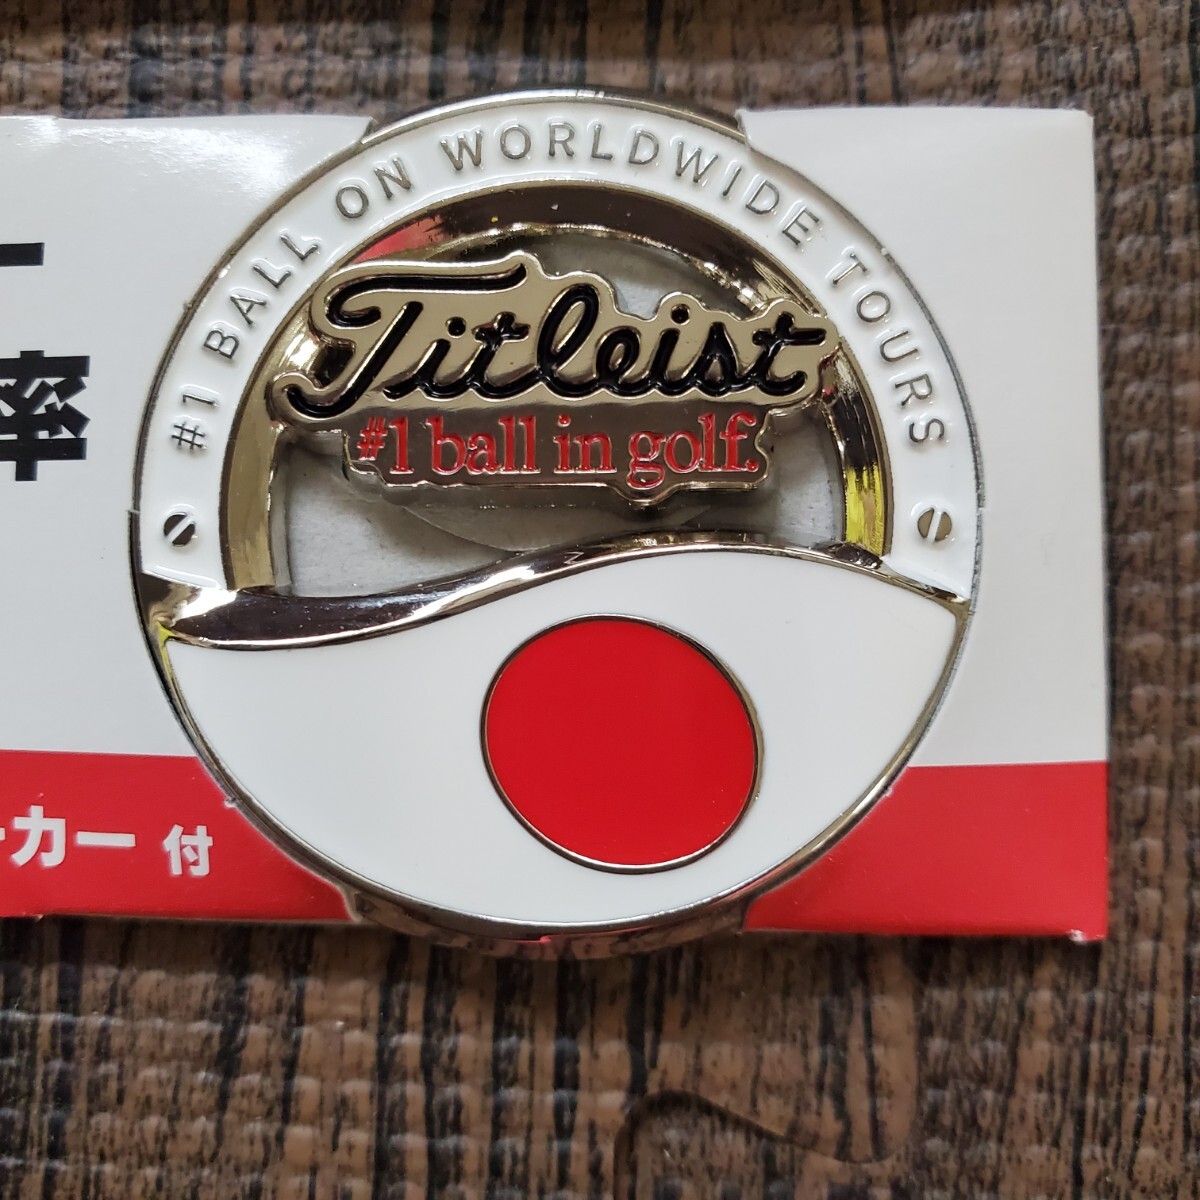 #1 BALL ON WORLDWIDE TOURS
Titleist
#1 ball in golf.
率
ーカー 付